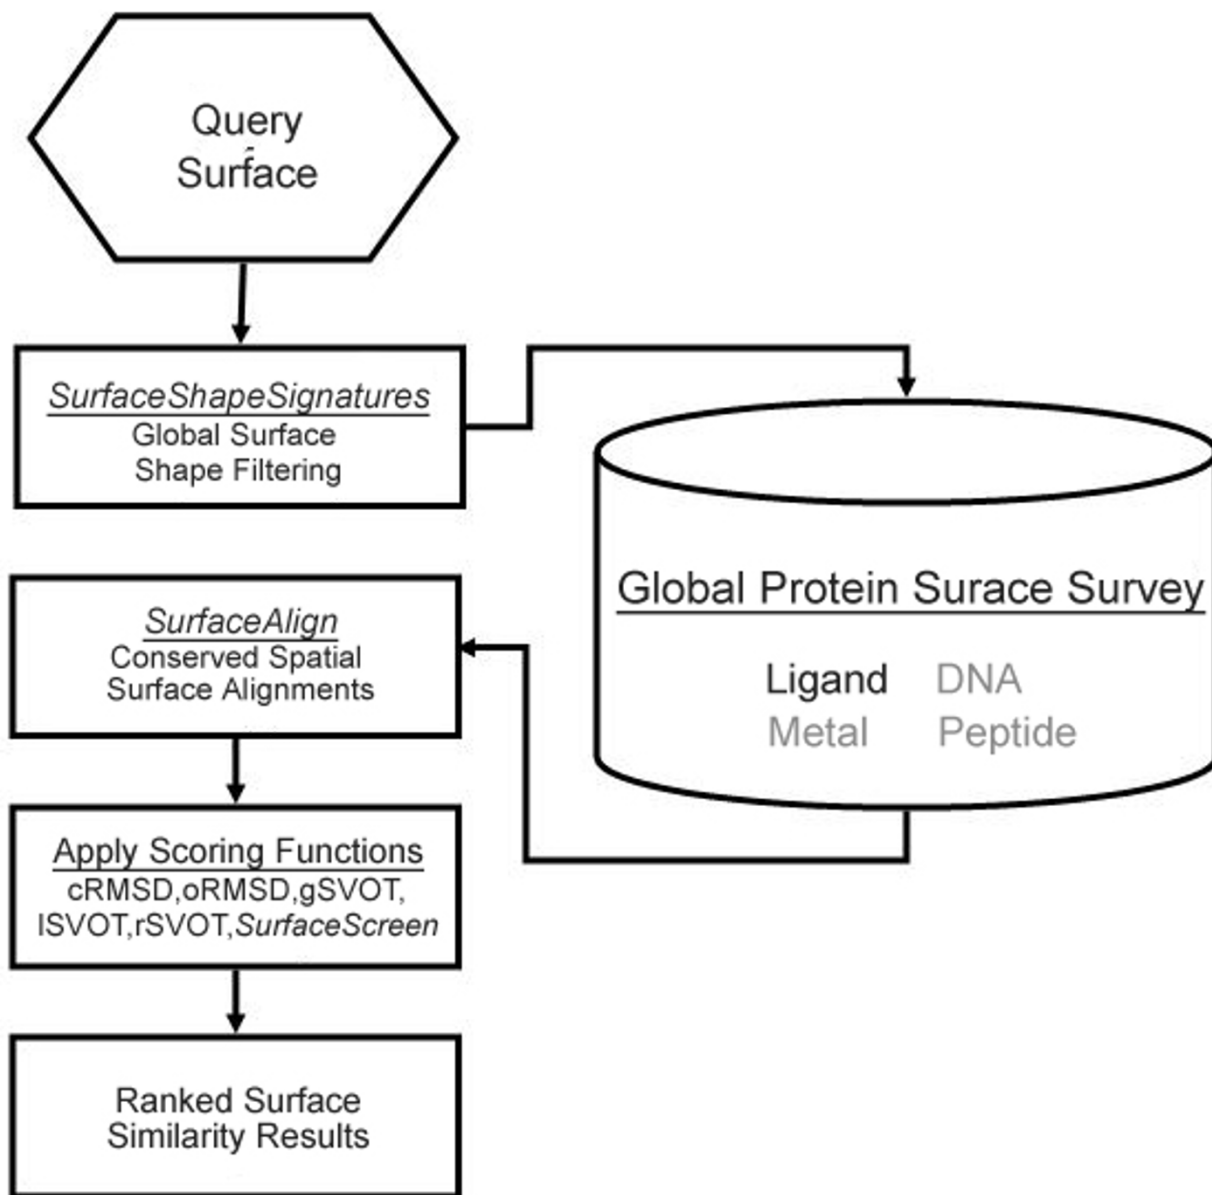 Query
Surface
SurfaceShapeSignatures
Global Surface
Shape Filtering
Global Protein Surace Survey
Ligand DNA
Metal Peptide
SurfaceAlign
Conserved Spatial
Surface Alignments
Apply Scoring Functions
cRMSD,oRMSD,gSVOT,
lSVOT,rSVOT,SurfaceScreen
Ranked Surface
Similarity Results